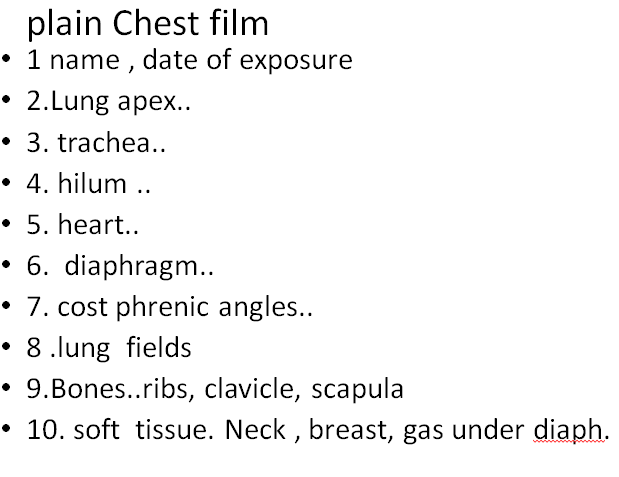 plain Chest film
• 1 name , date of exposure
• 2.Lung apex..
• 3. trachea..
• 4. hilum ..
• 5. heart..
• 6.  diaphragm..
• 7. cost phrenic angles..
• 8 .lung  fields
• 9.Bones..ribs, clavicle, scapula
• 10. soft  tissue. Neck , breast, gas under diaph.